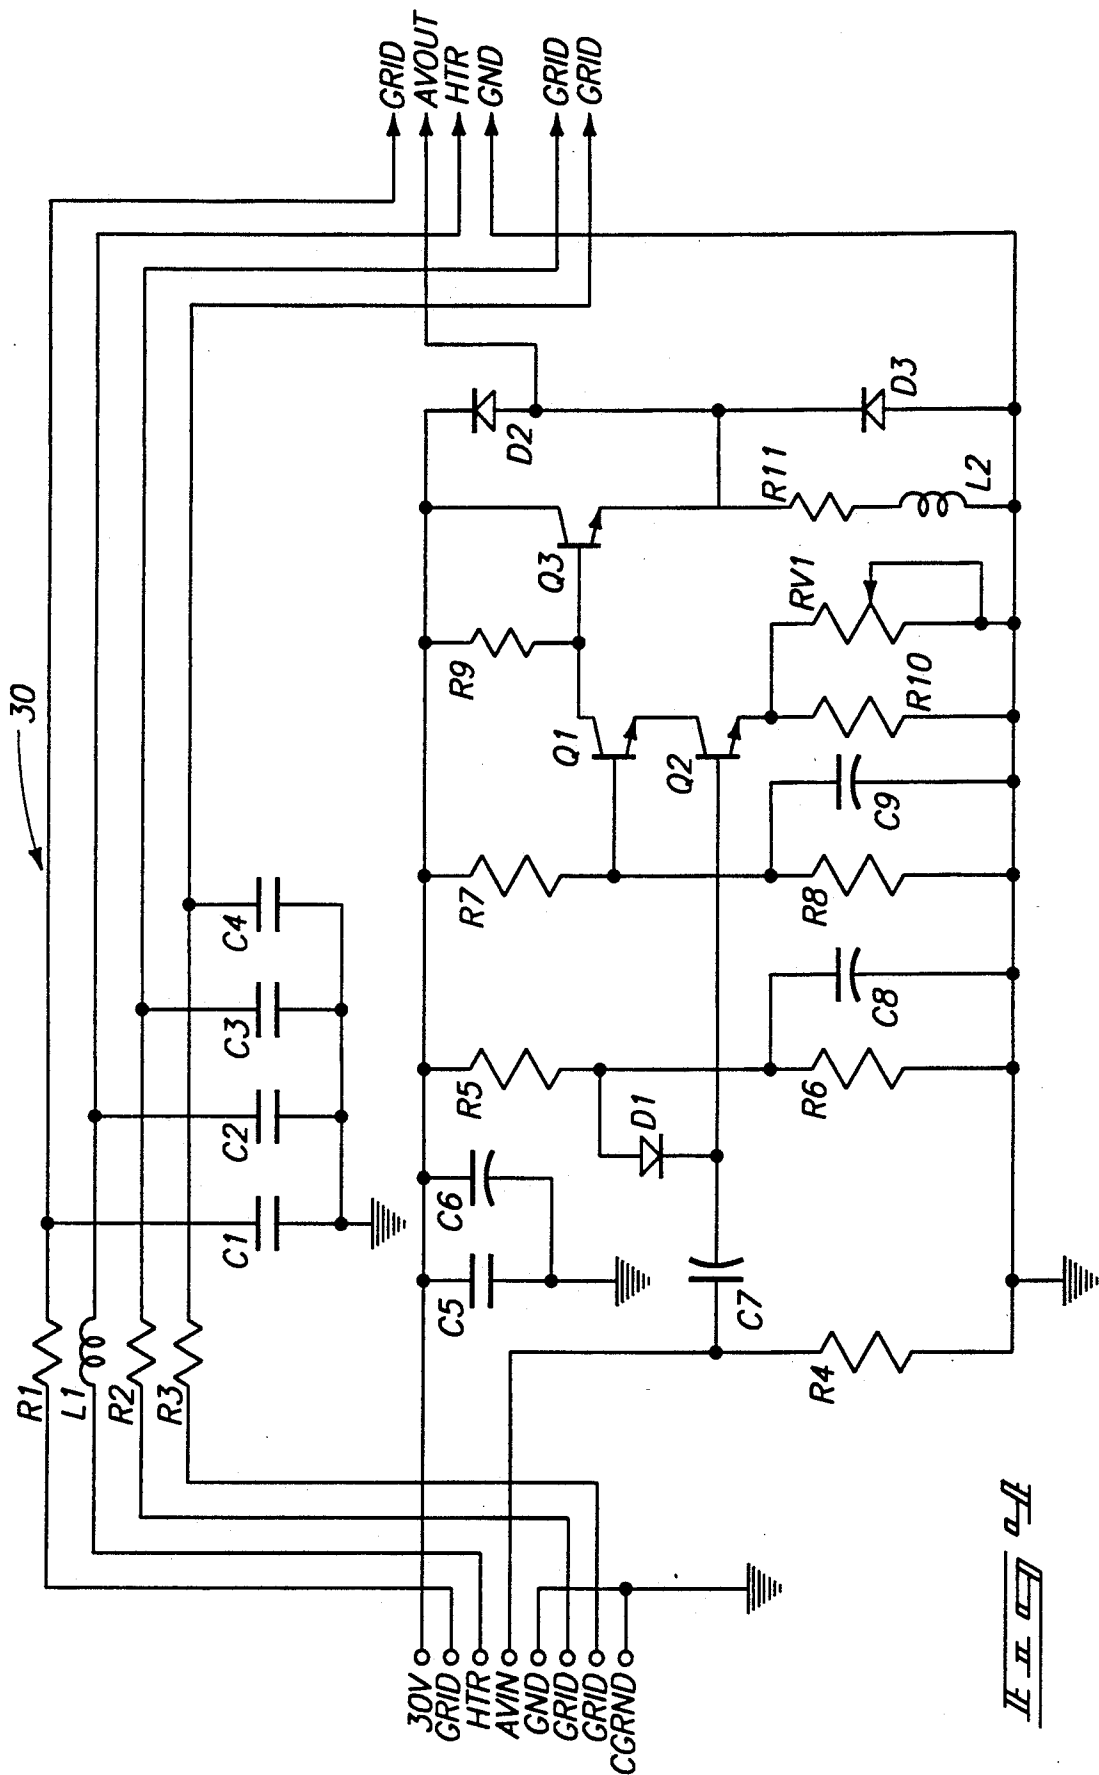 30
GRID
AVOUT
HTR
GND
GRID
GRID
R1
L1
R2
R3
C1
C2
C3
C4
C5
C6
R5
R7
R9
Q3
D2
D1
Q1
Q2
C7
R4
R6
C8
R8
C9
R10
RV1
R11
L2
D3
30V
GRID
HTR
AVIN
GND
GRID
GRID
CGRND